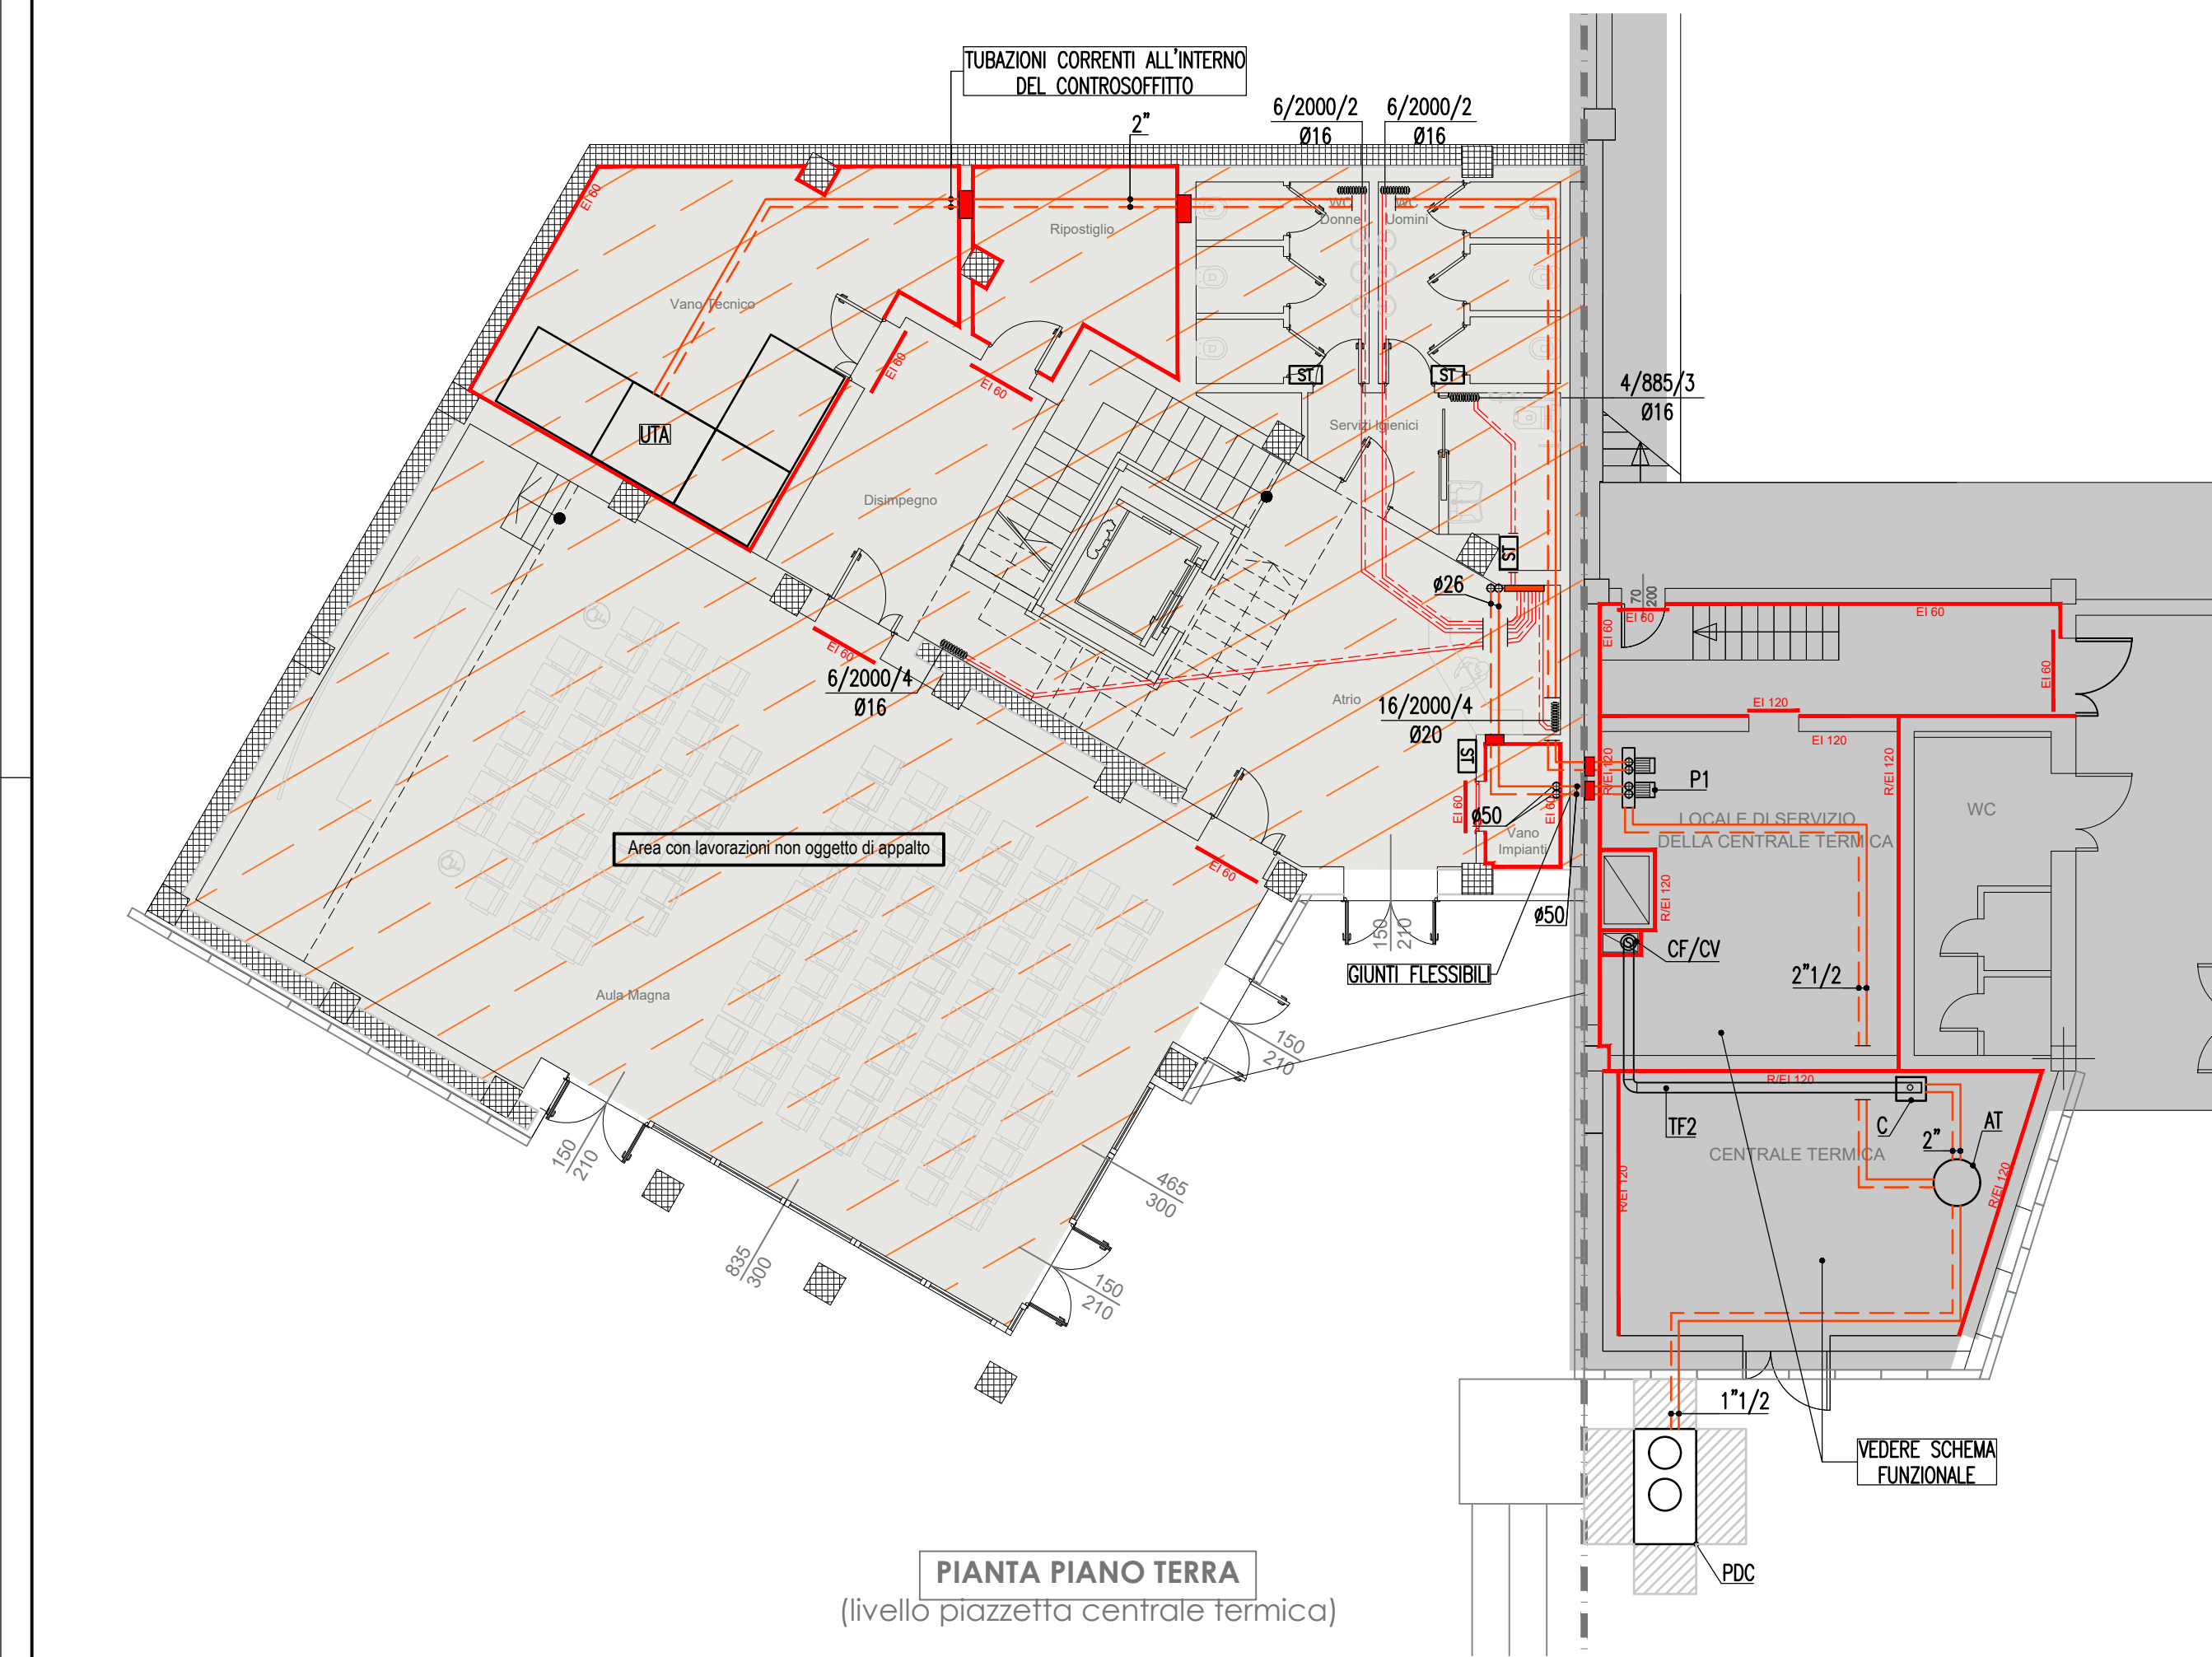 TUBAZIONI CORRENTI ALL'INTERNO
DEL CONTROSOFFITTO
2"
6/2000/2
Ø16
6/2000/2
Ø16
EI 60
WC
Donne
WC
Uomini
Ripostiglio
Vano Tecnico
EI 60
EI 60
ST
ST
4/885/3
Ø16
UTA
Servizi Igienici
Disimpegno
ST
ø26
70
200
EI 60
EI 60
EI 60
EI 60
EI 60
6/2000/4
Ø16
Atrio
16/2000/4
Ø20
EI 120
EI 120
ST
R/EI 120
R/EI 120
P1
EI 60
EI 60
ø50
Vano
Impianti
LOCALE DI SERVIZIO
DELLA CENTRALE TERMICA
WC
Area con lavorazioni non oggetto di appalto
EI 60
R/EI 120
ø50
150
210
CF/CV
GIUNTI FLESSIBILI
2"1/2
Aula Magna
150
210
R/EI 120
TF2
C
AT
2"
CENTRALE TERMICA
150
210
465
300
R/EI 120
R/EI 120
835
300
150
210
1"1/2
VEDERE SCHEMA
FUNZIONALE
PDC
PIANTA PIANO TERRA
(livello piazzetta centrale termica)